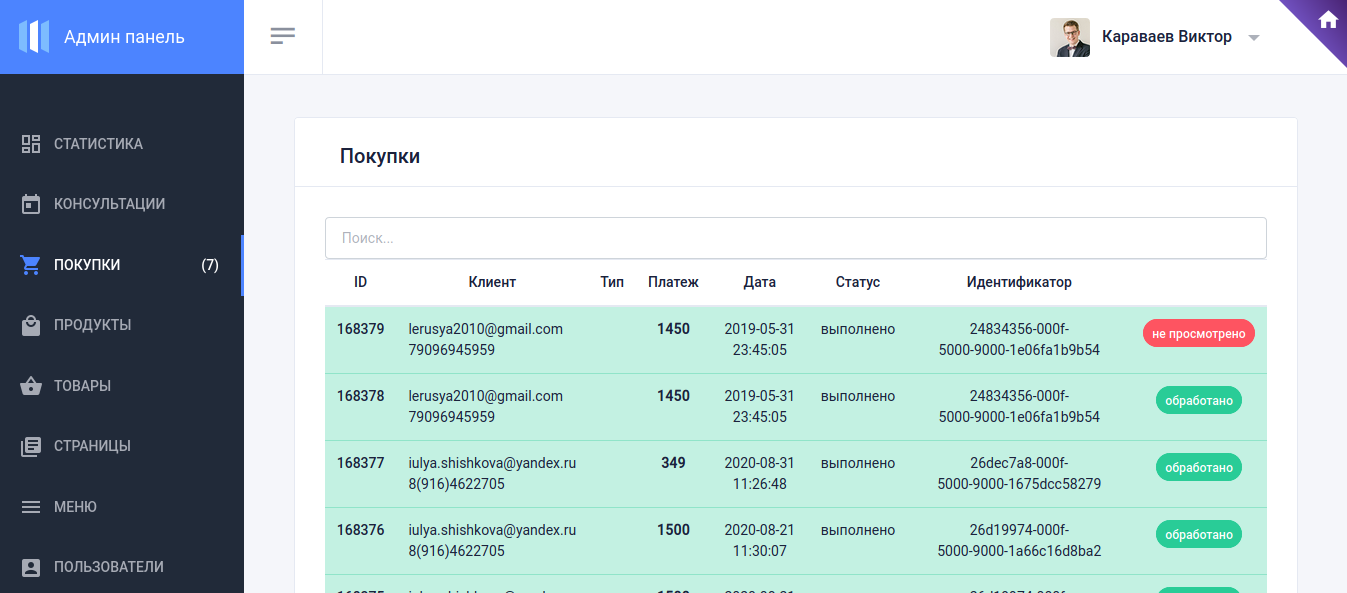 Админ панель
Караваев Виктор
СТАТИСТИКА
КОНСУЛЬТАЦИИ
ПОКУПКИ (7)
ПРОДУКТЫ
ТОВАРЫ
СТРАНИЦЫ
МЕНЮ
ПОЛЬЗОВАТЕЛИ
Покупки
Поиск...
ID Клиент Тип Платеж Дата Статус Идентификатор
168379 lerusya2010@gmail.com 1450 2019-05-31 выполнено 24834356-000f- не просмотрено
79096945959 23:45:05 5000-9000-1e06fa1b9b54
168378 lerusya2010@gmail.com 1450 2019-05-31 выполнено 24834356-000f- обработано
79096945959 23:45:05 5000-9000-1e06fa1b9b54
168377 iulya.shishkova@yandex.ru 349 2020-08-31 выполнено 26dec7a8-000f- обработано
8(916)4622705 11:26:48 5000-9000-1675dcc58279
168376 iulya.shishkova@yandex.ru 1500 2020-08-21 выполнено 26d19974-000f- обработано
8(916)4622705 11:30:07 5000-9000-1a66c16d8ba2